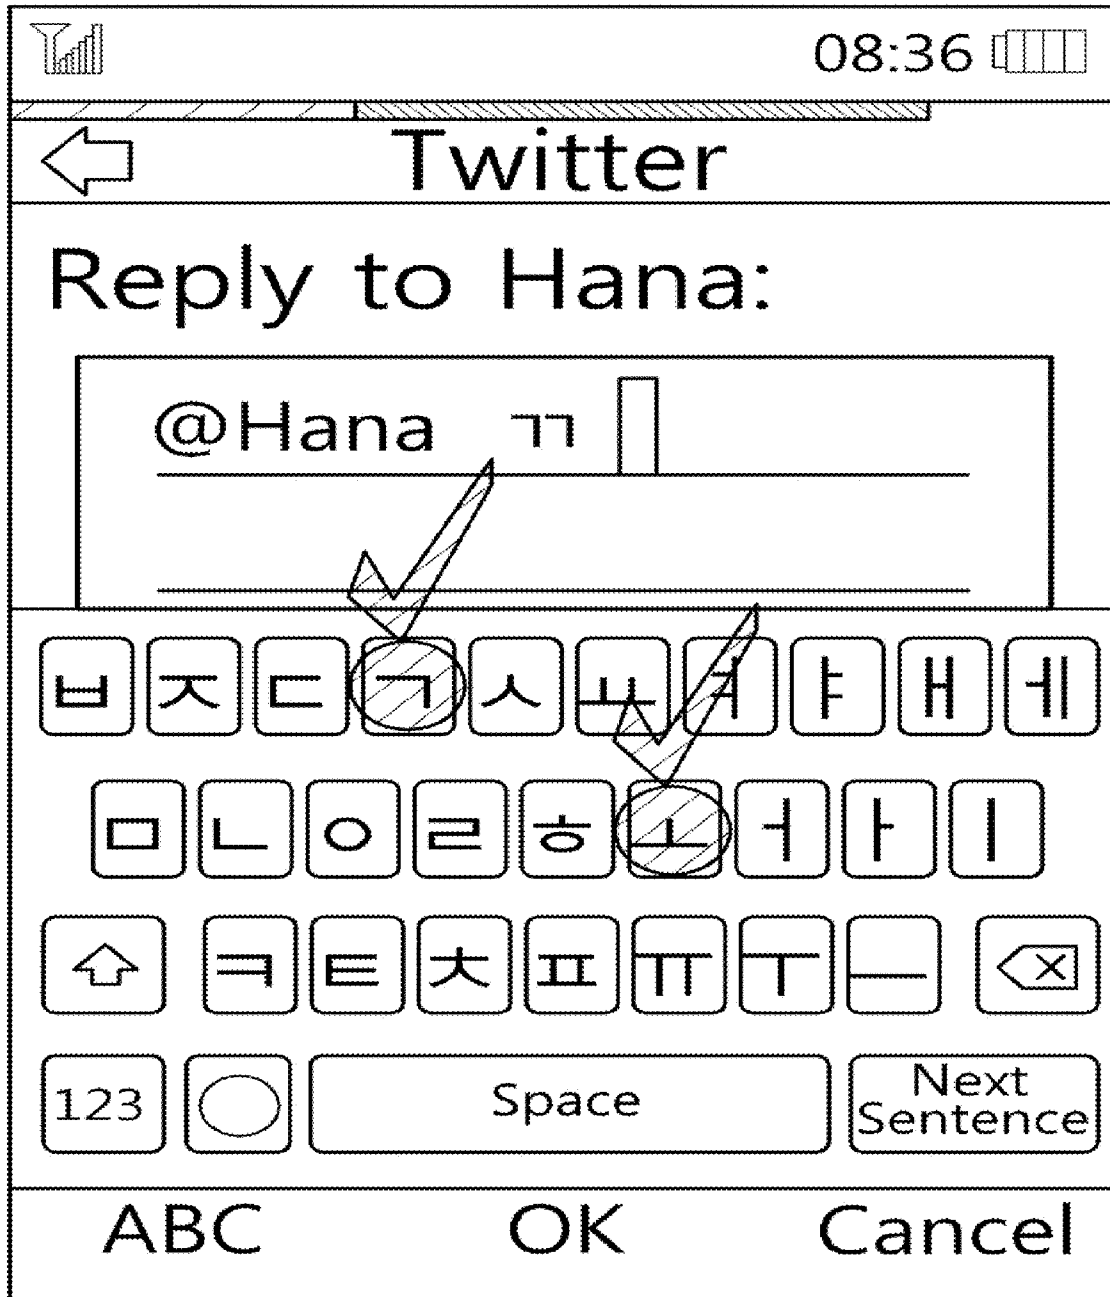 08:36
Twitter
Reply to Hana:
@Hana ㄲ
ㅂ ㅈ ㄷ ㄱ ㅅ ㅛ ㅕ ㅑ ㅐ ㅔ
ㅁ ㄴ ㅇ ㄹ ㅎ ㅗ ㅓ ㅏ ㅣ
ㅋ ㅌ ㅊ ㅍ ㅠ ㅜ ㅡ
123 Space Next Sentence
ABC OK Cancel